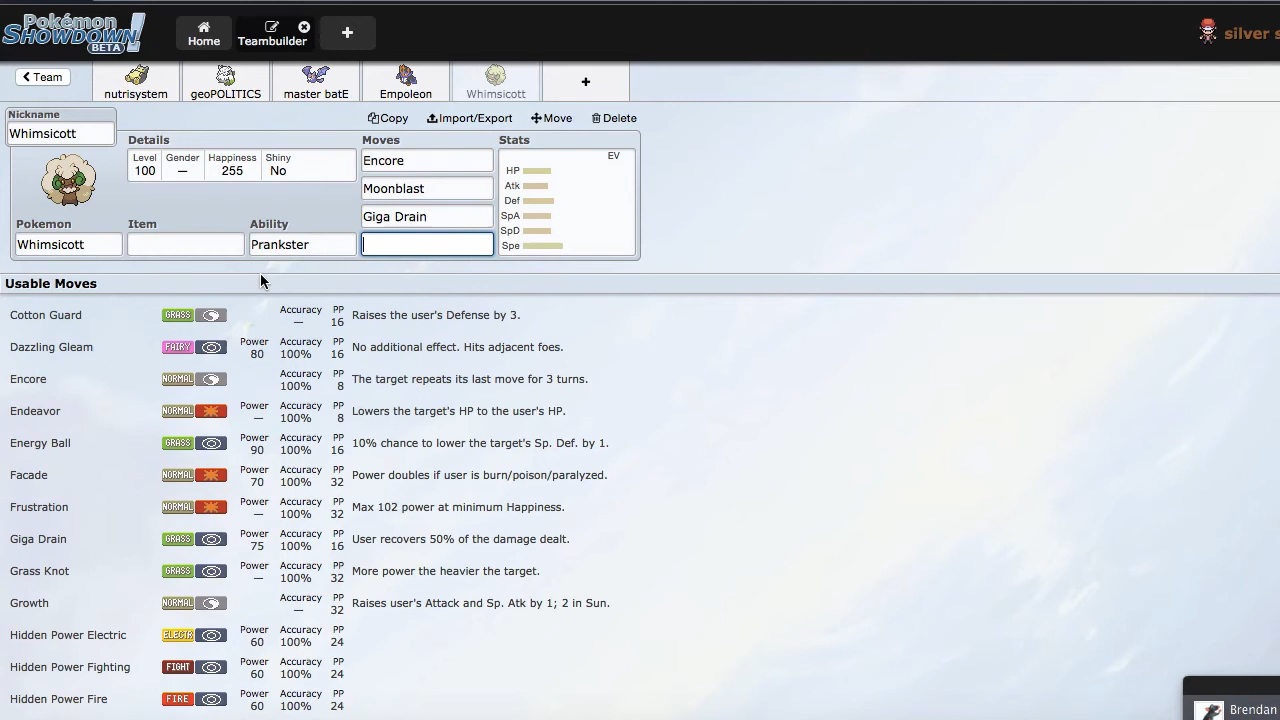 Pokémon
SHOWDOWN!
BETA
Home
Teambuilder
+
silver s
< Team
nutrisystem
geoPOLITICS
master batE
Empoleon
Whimsicott
+
Nickname
Whimsicott
Copy
Import/Export
Move
Delete
Details
Level
100
Gender
—
Happiness
255
Shiny
No
Moves
Encore
Moonblast
Giga Drain
Stats
EV
HP
Atk
Def
SpA
SpD
Spe
Pokemon
Whimsicott
Item
Ability
Prankster
Usable Moves
Cotton Guard GRASS Accuracy — PP 16 Raises the user's Defense by 3.
Dazzling Gleam FAIRY Power 80 Accuracy 100% PP 16 No additional effect. Hits adjacent foes.
Encore NORMAL Accuracy 100% PP 8 The target repeats its last move for 3 turns.
Endeavor NORMAL Power — Accuracy 100% PP 8 Lowers the target's HP to the user's HP.
Energy Ball GRASS Power 90 Accuracy 100% PP 16 10% chance to lower the target's Sp. Def. by 1.
Facade NORMAL Power 70 Accuracy 100% PP 32 Power doubles if user is burn/poison/paralyzed.
Frustration NORMAL Power — Accuracy 100% PP 32 Max 102 power at minimum Happiness.
Giga Drain GRASS Power 75 Accuracy 100% PP 16 User recovers 50% of the damage dealt.
Grass Knot GRASS Power — Accuracy 100% PP 32 More power the heavier the target.
Growth NORMAL Accuracy — PP 32 Raises user's Attack and Sp. Atk by 1; 2 in Sun.
Hidden Power Electric ELECTR Power 60 Accuracy 100% PP 24
Hidden Power Fighting FIGHT Power 60 Accuracy 100% PP 24
Hidden Power Fire FIRE Power 60 Accuracy 100% PP 24
Brendan